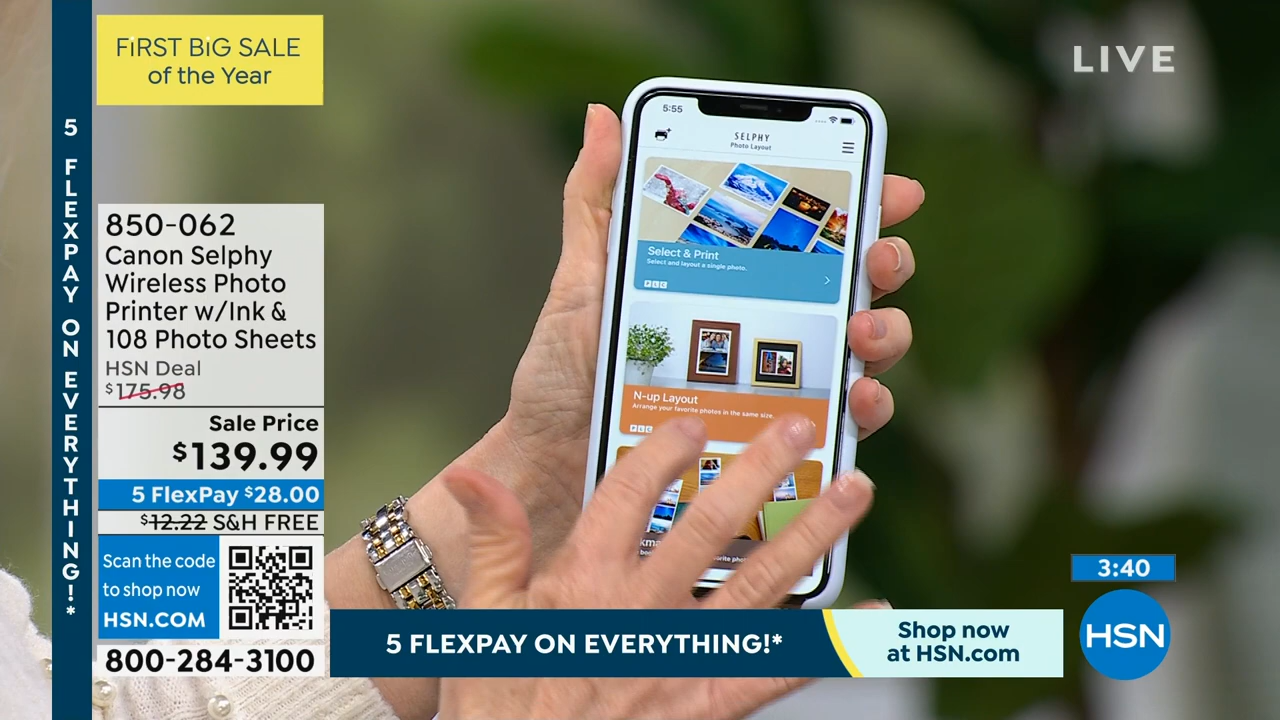 FiRST BiG SALE
of the Year
5 FLEXPAY ON EVERYTHING!*
850-062
Canon Selphy
Wireless Photo
Printer w/Ink &
108 Photo Sheets
HSN Deal
$175.98
Sale Price
$139.99
5 FlexPay $28.00
$12.22 S&H FREE
Scan the code
to shop now
HSN.COM
800-284-3100
LIVE
5:55
SELPHY
Photo Layout
Select & Print
Select and layout a single photo.
P L C
N-up Layout
Arrange your favorite photos in the same size.
P L C
5 FLEXPAY ON EVERYTHING!*
Shop now
at HSN.com
3:40
HSN